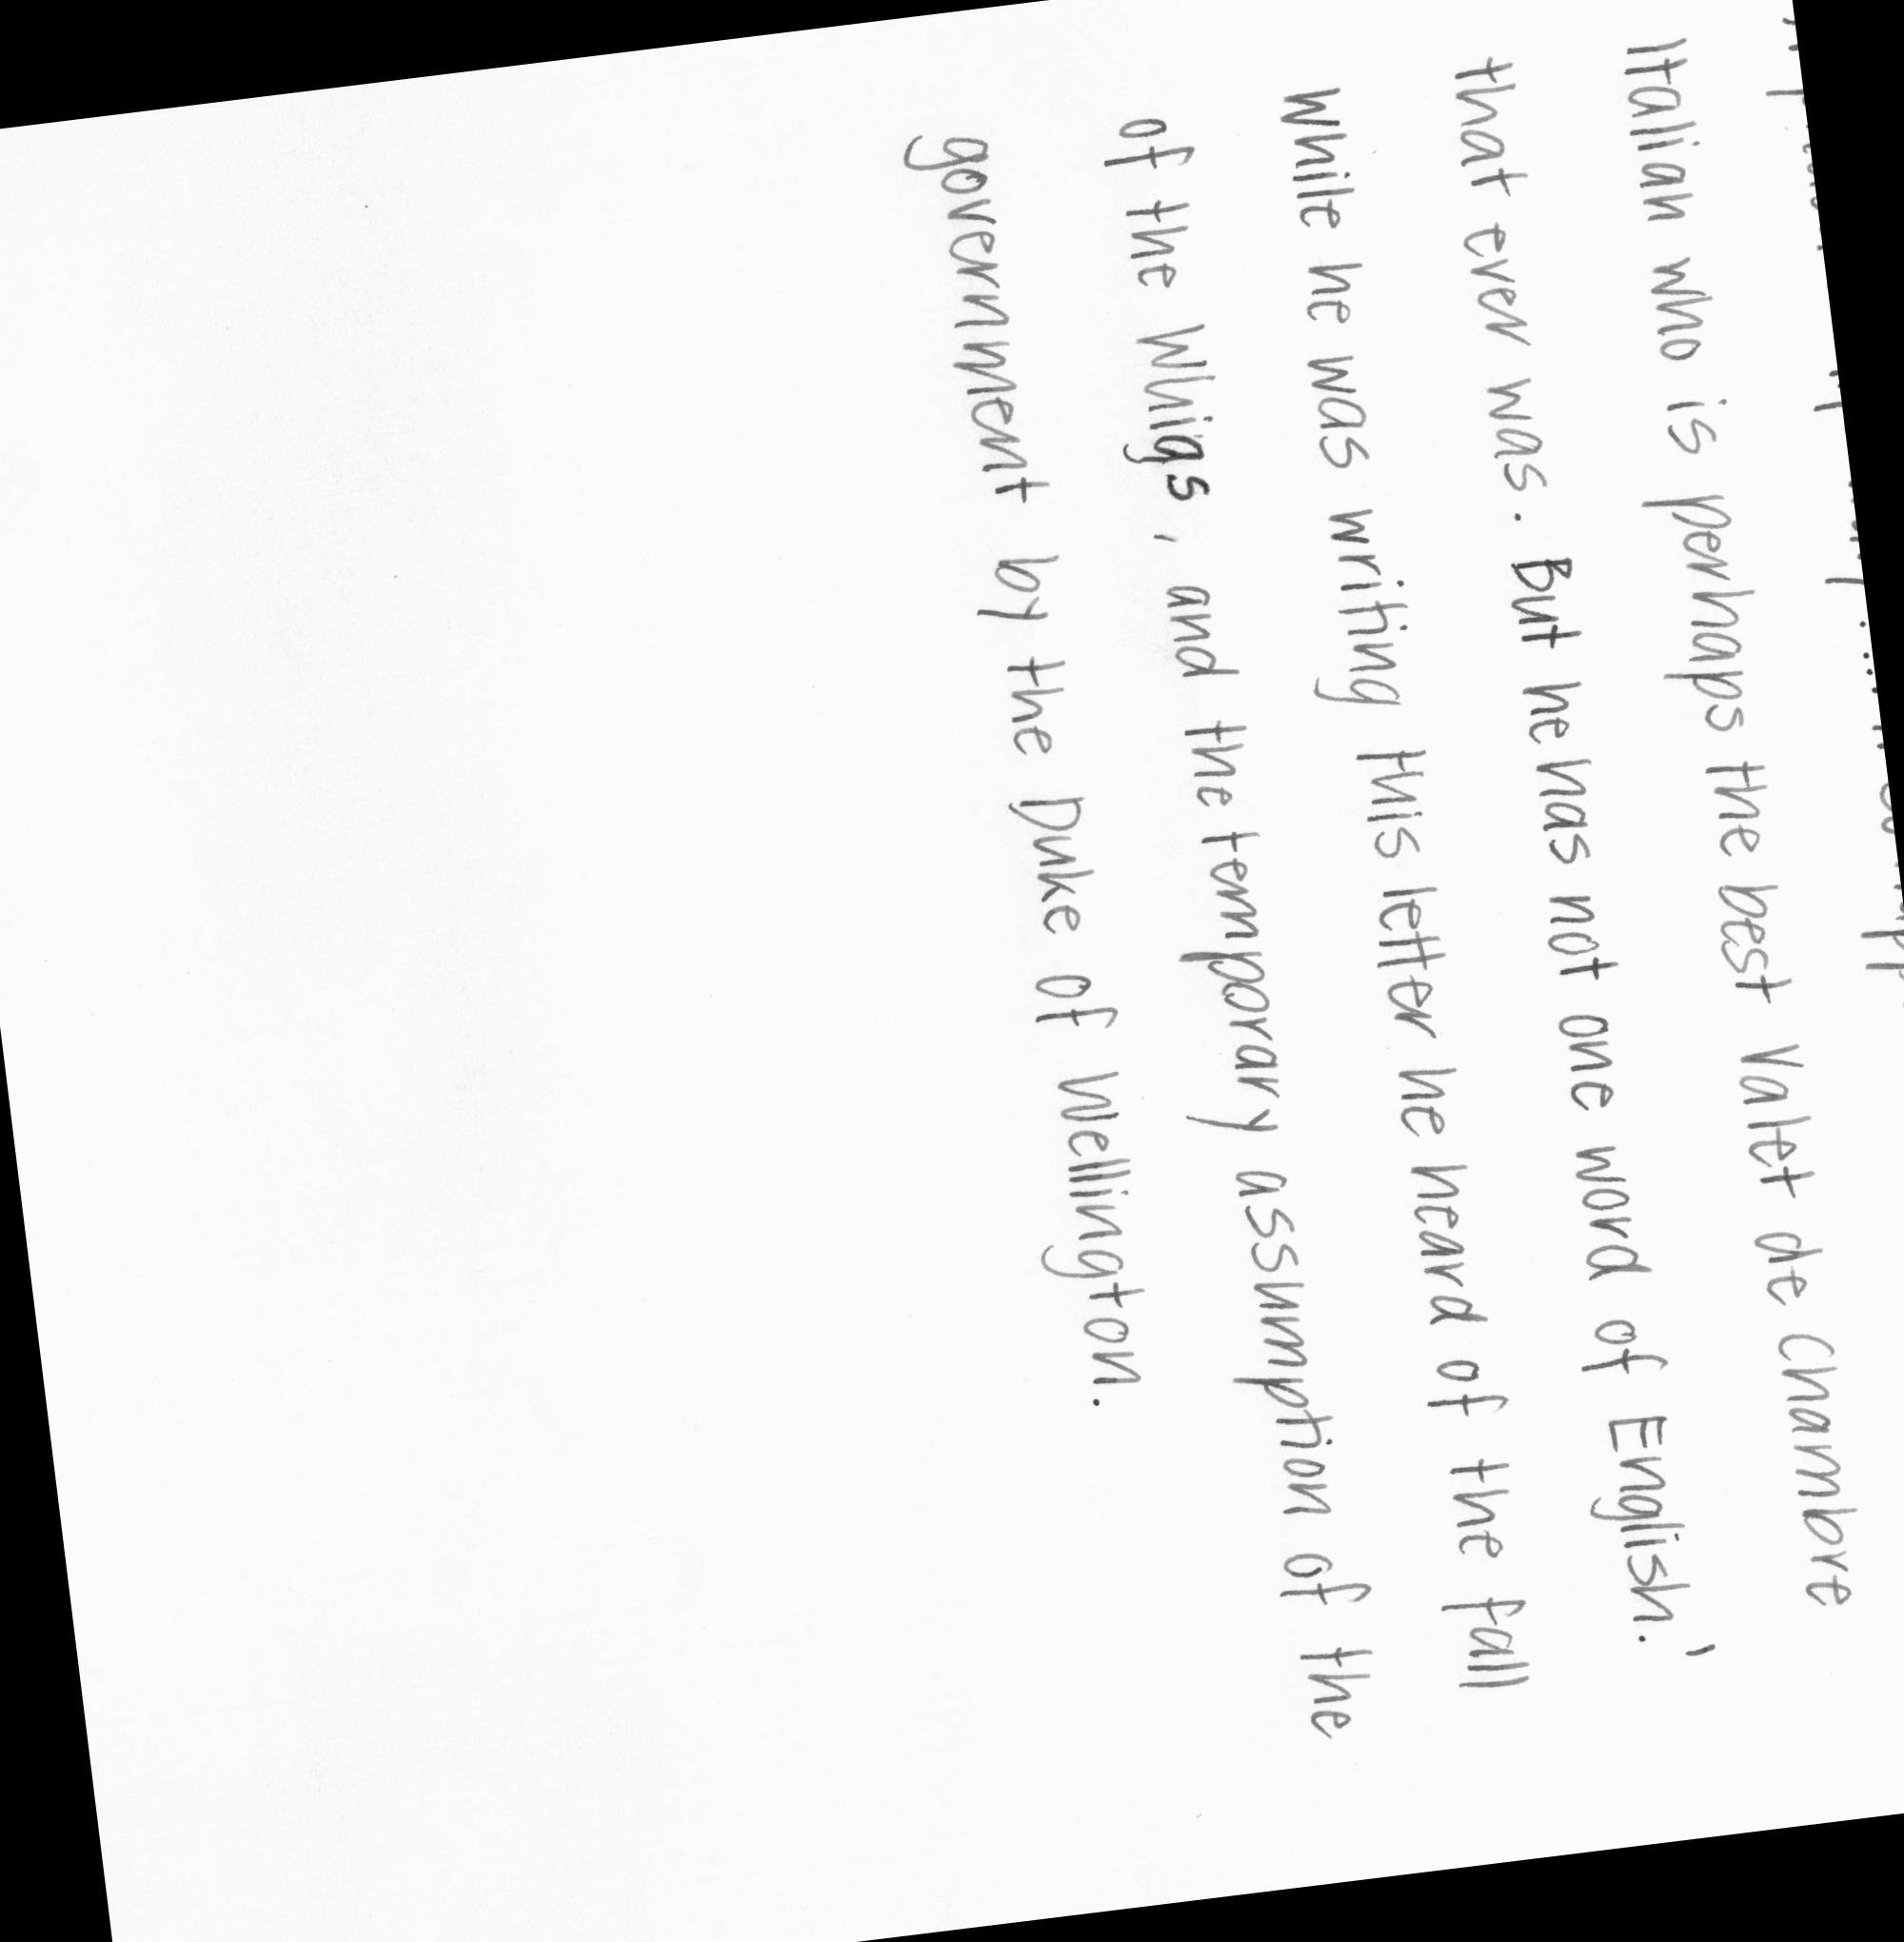 Italian who is perhaps the best Valet de Chambre
that ever was. But he has not one word of English.'
While he was writing this letter he heard of the fall
of the Whigs, and the temporary assumption of the
government by the Duke of Wellington.